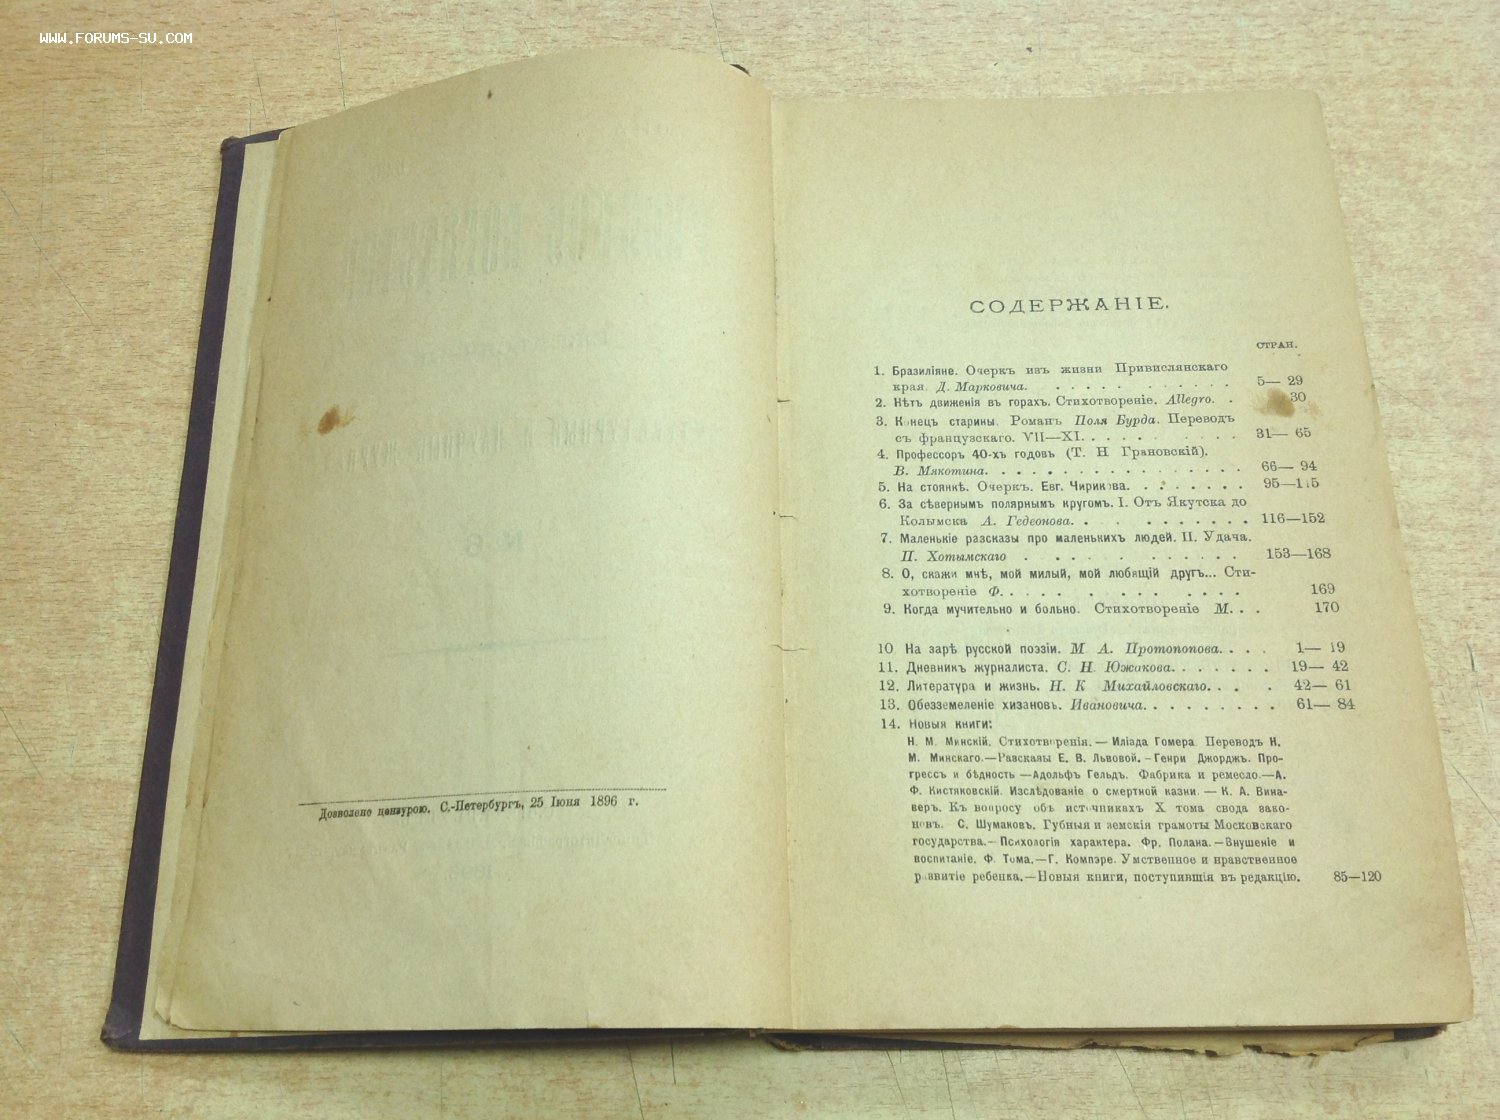 WWW.FORUMS-SU.COM
Дозволено цензурою. С.-Петербургъ, 25 Іюня 1896 г.
СОДЕРЖАНІЕ.
СТРАН.
1. Бразиліяне. Очеркъ изъ жизни Привислянскаго
края. Д. Марковича. . . . . . . . . . 5— 29
2. Нѣтъ движенія въ горахъ. Стихотвореніе. Allegro. . 30
3. Конецъ старины. Романъ Поля Бурда. Переводъ
съ французскаго. VII—XI. . . . . . . . . 31— 65
4. Профессоръ 40-хъ годовъ (Т. Н. Грановскій).
В. Мякотина. . . . . . . . . . . . . . . . . 66— 94
5. На стоянкѣ. Очеркъ. Евг. Чирикова. . . . . . . . 95—115
6. За сѣвернымъ полярнымъ кругомъ. I. Отъ Якутска до
Колымска А. Гедеонова. . . . . . . . . 116—152
7. Маленькіе разсказы про маленькихъ людей. II. Удача.
П. Хотымскаго . . . . . . . . . . . 153—168
8. О, скажи мнѣ, мой милый, мой любящій другъ... Сти-
хотвореніе Ф. . . . . . . . . . . 169
9. Когда мучительно и больно. Стихотвореніе М. . . 170
10 На зарѣ русской поэзіи. М. А. Протопопова. . . . 1— 19
11. Дневникъ журналиста. С. Н. Южакова. . . . . . . 19— 42
12. Литература и жизнь. Н. К Михайловскаго. . . . 42— 61
13. Обезземеленіе хизановъ. Ивановича. . . . . . . . . 61— 84
14. Новыя книги:
Н. М. Минскій. Стихотворенія.— Иліада Гомера. Переводъ Н.
М. Минскаго.—Разсказы Е. В. Львовой.-Генри Джорджъ. Про-
грессъ и бѣдность —Адольфъ Гельдъ. Фабрика и ремесло.—А.
Ф. Кистяковскій. Изслѣдованіе о смертной казни. — К. А. Вина-
веръ. Къ вопросу объ источникахъ X тома свода зако-
новъ. С. Шумаковъ. Губныя и земскія грамоты Московскаго
государства.- Психологія характера. Фр. Полана.—Внушеніе и
воспитаніе. Ф. Тома.—Г. Компэре. Умственное и нравственное
развитіе ребенка.—Новыя книги, поступившія въ редакцію. 85—120